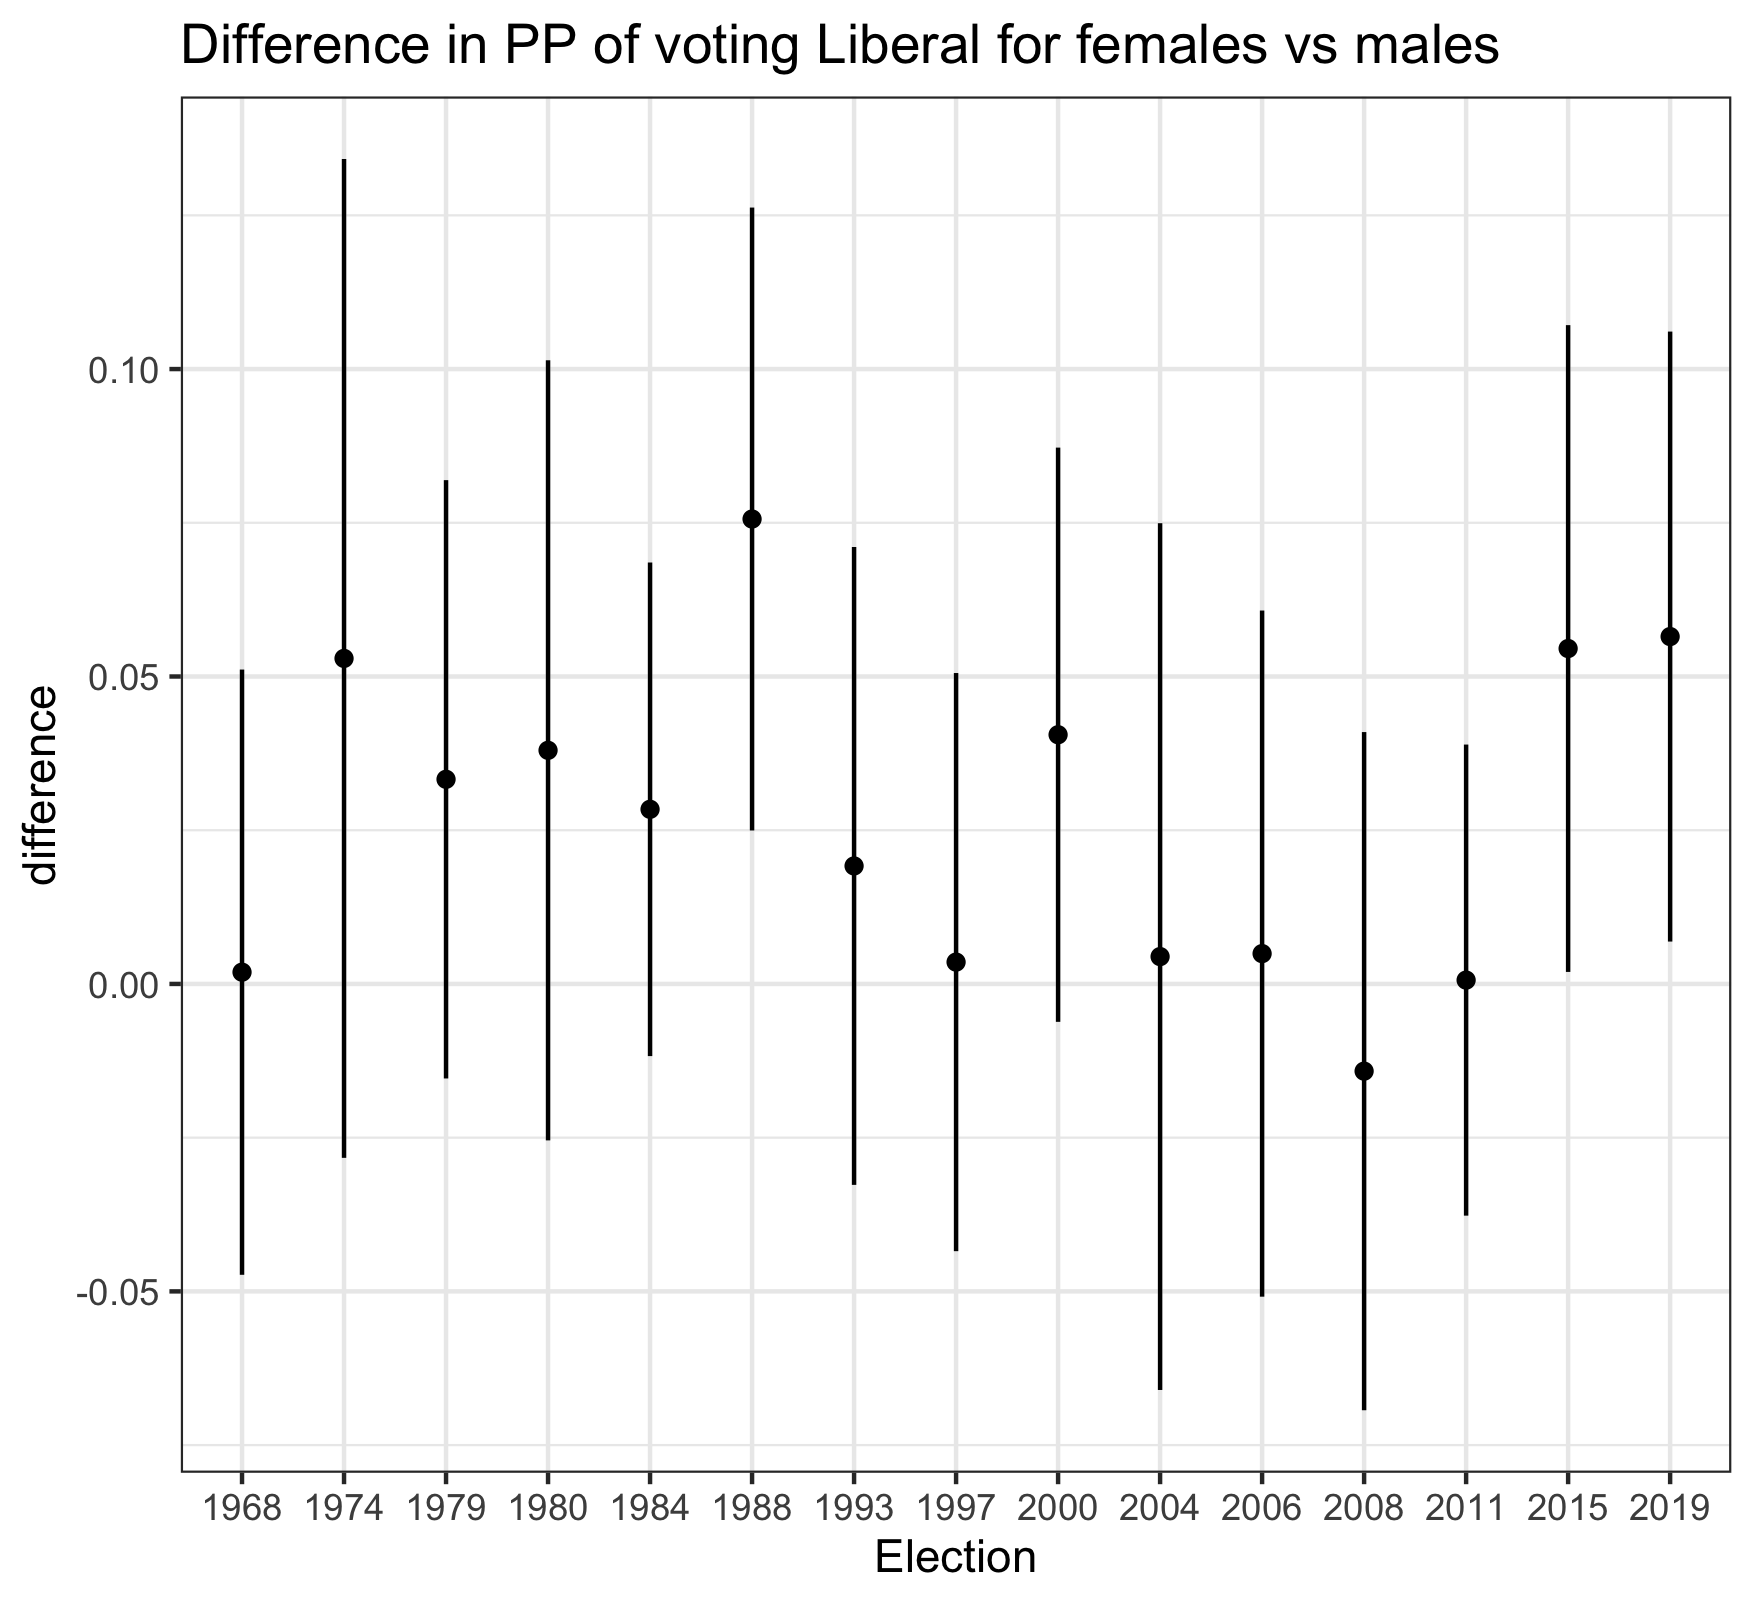 Difference in PP of voting Liberal for females vs males
difference
0.10
0.05
0.00
-0.05
1968 1974 1979 1980 1984 1988 1993 1997 2000 2004 2006 2008 2011 2015 2019
Election